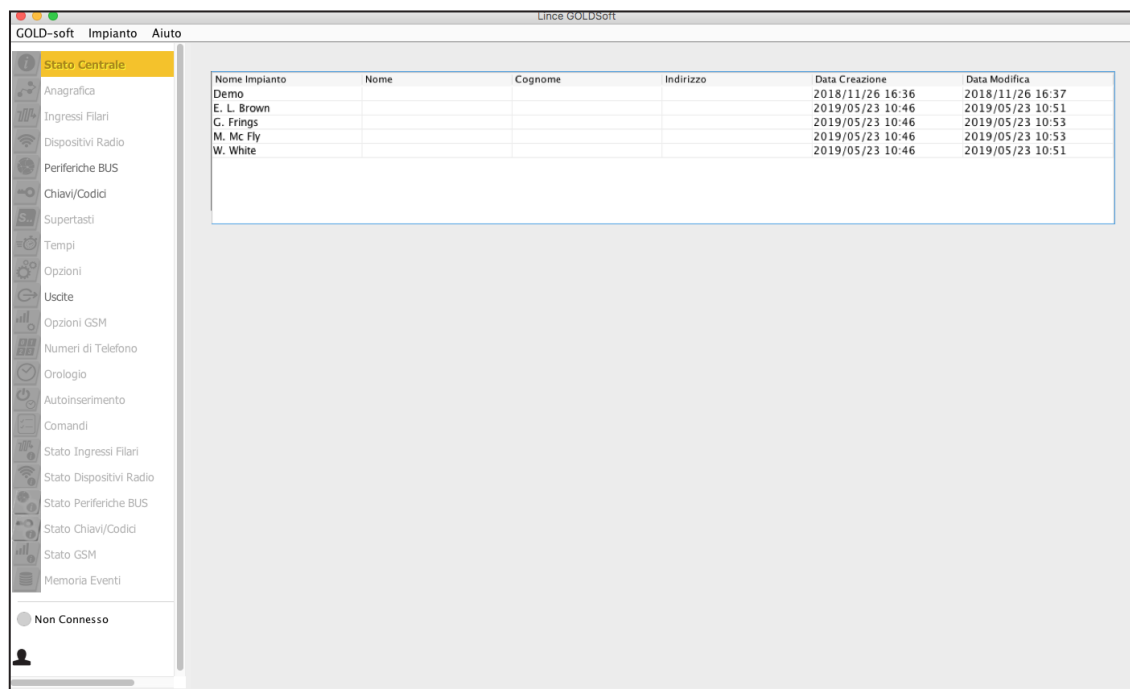 Lince GOLDSoft
GOLD-soft Impianto Aiuto
Stato Centrale
Anagrafica
Ingressi Filari
Dispositivi Radio
Periferiche BUS
Chiavi/Codici
S...
Supertasti
Tempi
Opzioni
Uscite
Opzioni GSM
Numeri di Telefono
Orologio
Autoinserimento
Comandi
Stato Ingressi Filari
Stato Dispositivi Radio
Stato Periferiche BUS
Stato Chiavi/Codici
Stato GSM
Memoria Eventi
Non Connesso
Nome Impianto Nome Cognome Indirizzo Data Creazione Data Modifica
Demo 2018/11/26 16:36 2018/11/26 16:37
E. L. Brown 2019/05/23 10:46 2019/05/23 10:51
G. Frings 2019/05/23 10:46 2019/05/23 10:53
M. Mc Fly 2019/05/23 10:46 2019/05/23 10:53
W. White 2019/05/23 10:46 2019/05/23 10:51